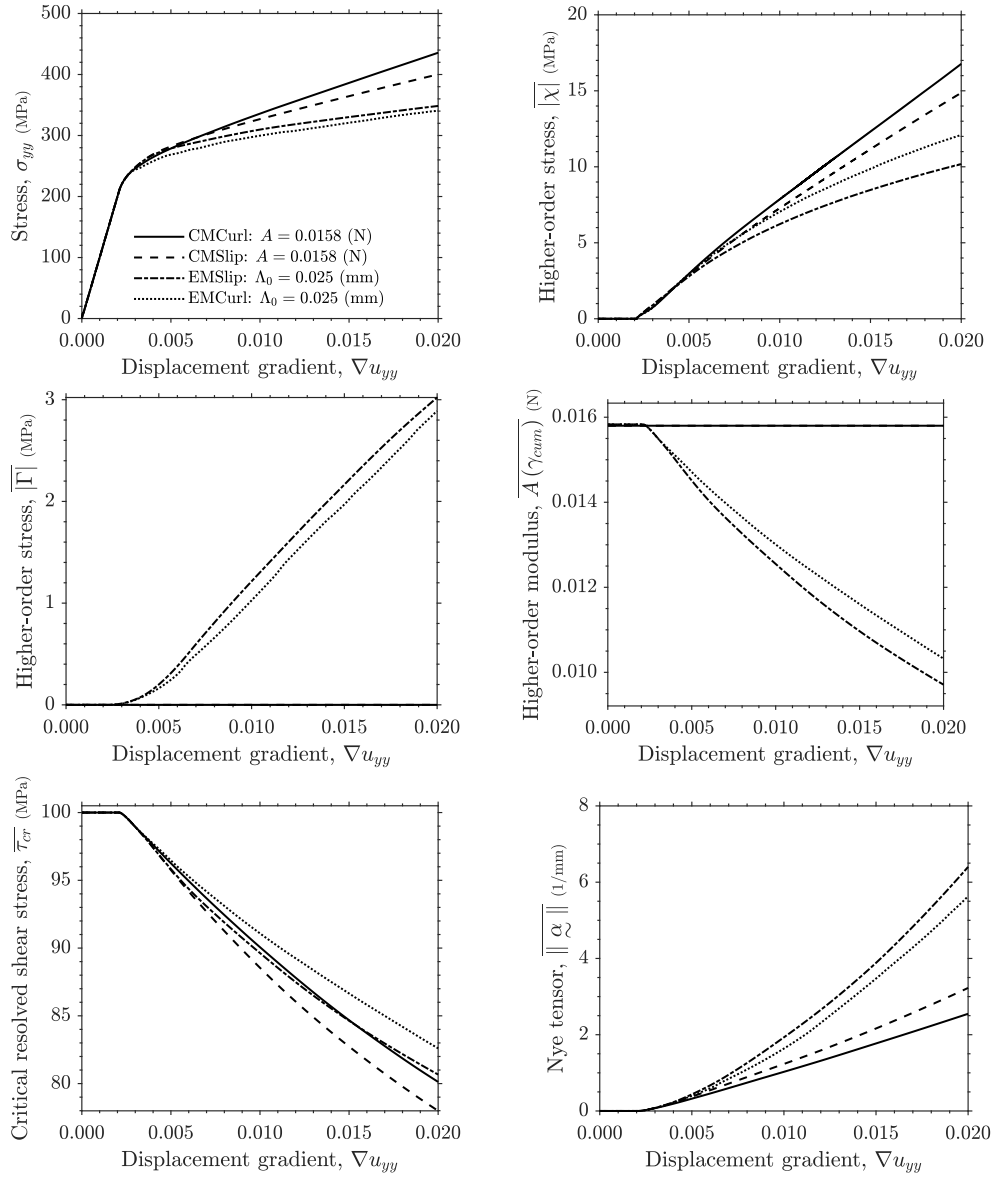 Stress, σyy (MPa)
500
400
300
200
100
0
CMCurl: A = 0.0158 (N)
CMSlip: A = 0.0158 (N)
EMSlip: Λ0 = 0.025 (mm)
EMCurl: Λ0 = 0.025 (mm)
0.000 0.005 0.010 0.015 0.020
Displacement gradient, ∇uyy
Higher-order stress, |χ| (MPa)
20
15
10
5
0
0.000 0.005 0.010 0.015 0.020
Displacement gradient, ∇uyy
Higher-order stress, |Γ| (MPa)
3
2
1
0
0.000 0.005 0.010 0.015 0.020
Displacement gradient, ∇uyy
Higher-order modulus, A(γcum) (N)
0.016
0.014
0.012
0.010
0.000 0.005 0.010 0.015 0.020
Displacement gradient, ∇uyy
Critical resolved shear stress, τcr (MPa)
100
95
90
85
80
0.000 0.005 0.010 0.015 0.020
Displacement gradient, ∇uyy
Nye tensor, || α || (1/mm)
8
6
4
2
0
0.000 0.005 0.010 0.015 0.020
Displacement gradient, ∇uyy